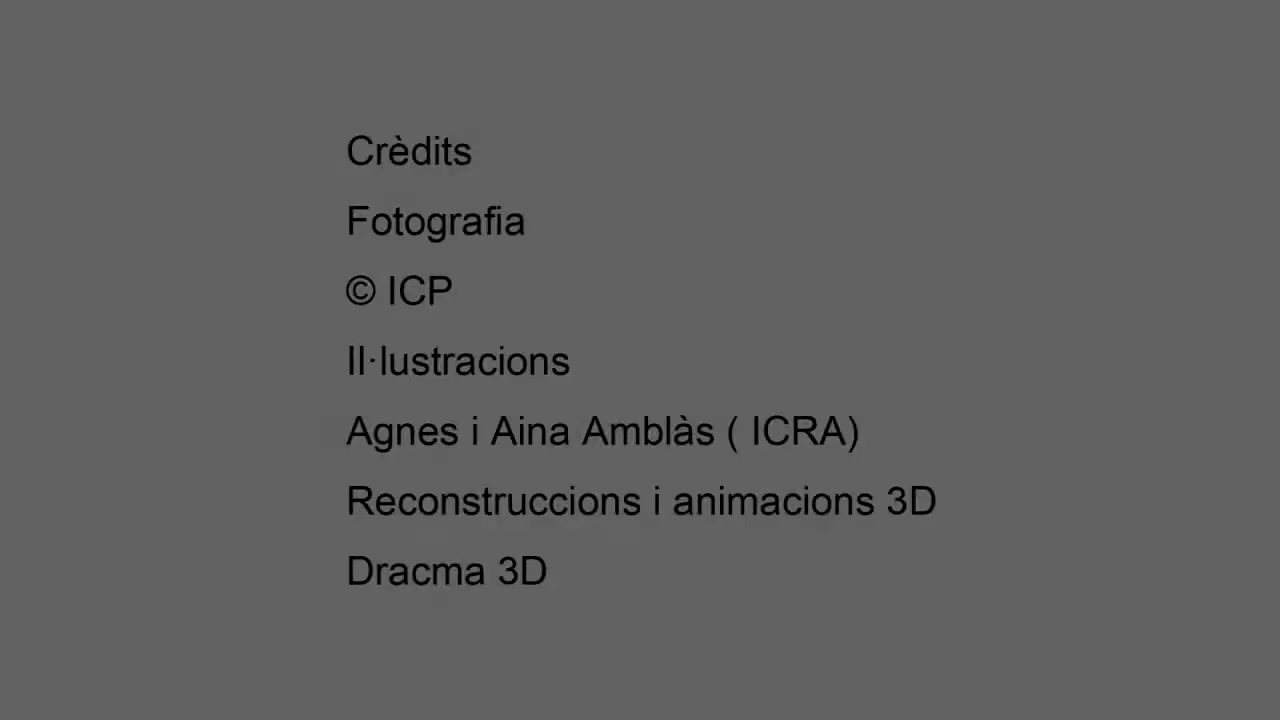 Crèdits
Fotografia
© ICP
Il·lustracions
Agnes i Aina Amblàs ( ICRA)
Reconstruccions i animacions 3D
Dracma 3D